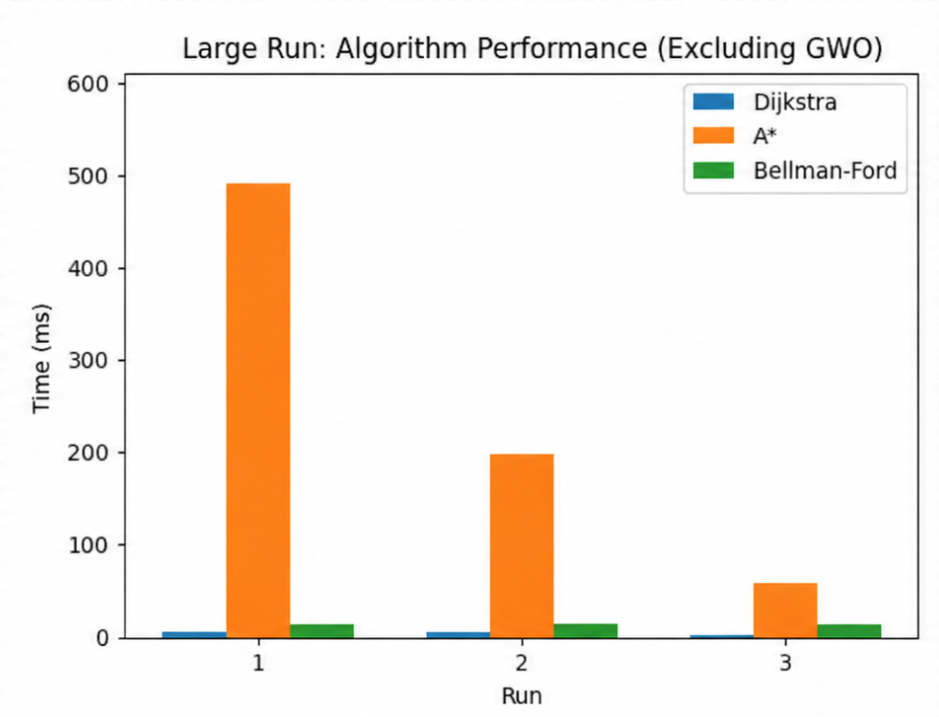 Large Run: Algorithm Performance (Excluding GWO)
Dijkstra
A*
Bellman-Ford
600
500
400
300
200
100
0
Time (ms)
1 2 3
Run